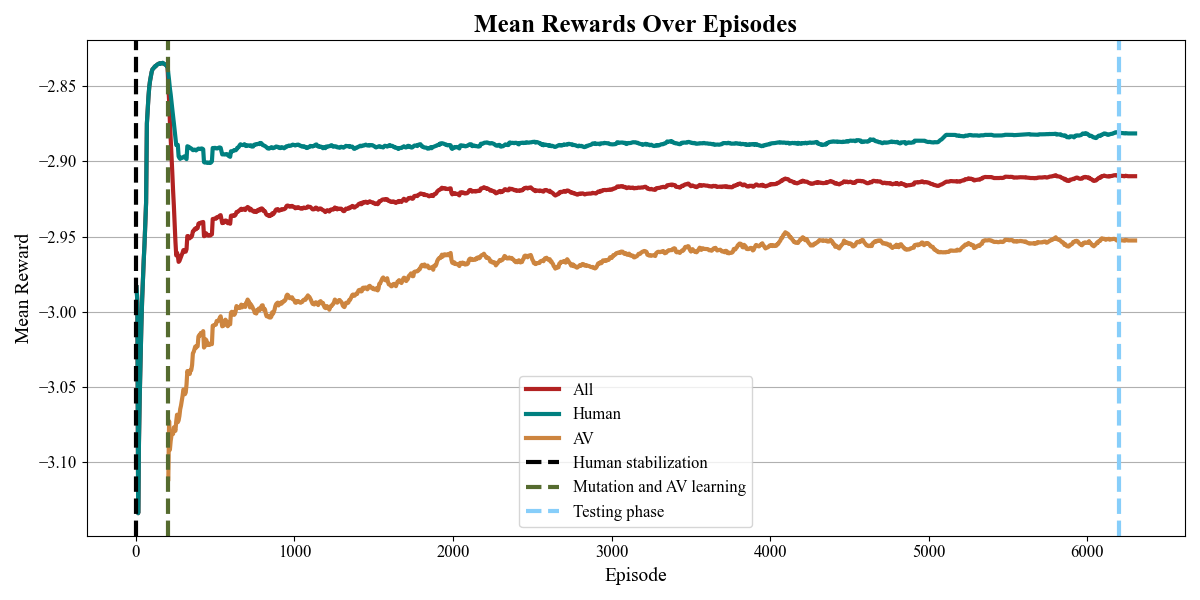 Mean Rewards Over Episodes
Mean Reward
−2.85
−2.90
−2.95
−3.00
−3.05
−3.10
All
Human
AV
Human stabilization
Mutation and AV learning
Testing phase
0 1000 2000 3000 4000 5000 6000
Episode